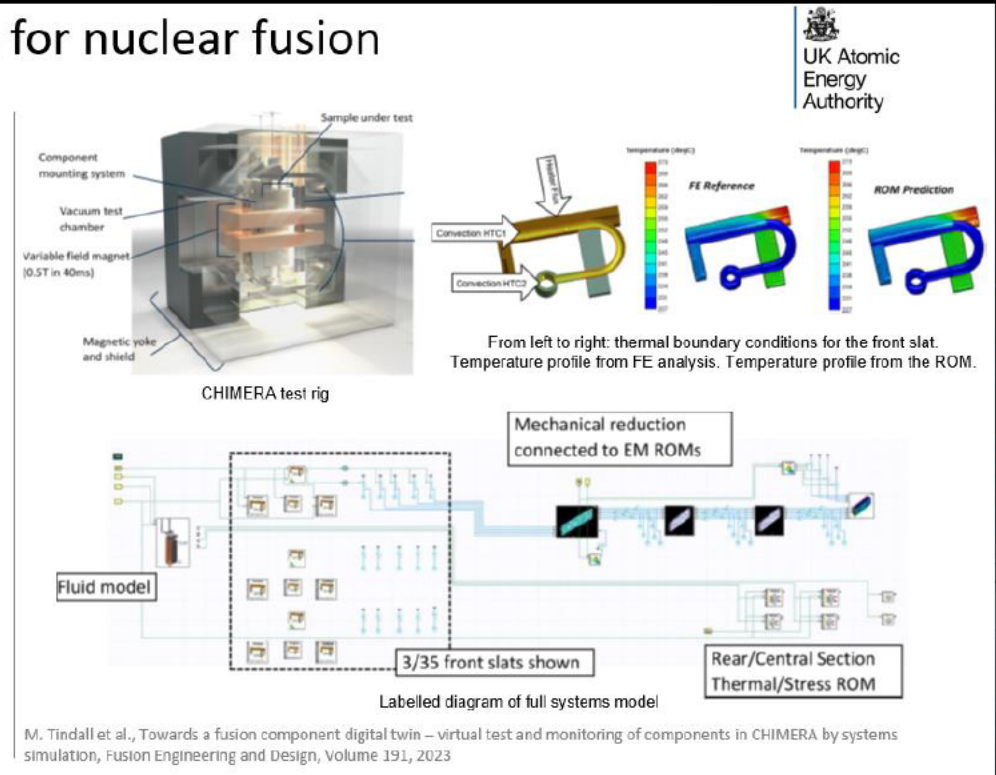 for nuclear fusion
UK Atomic
Energy
Authority
Sample under test
Component
mounting system
Vacuum test
chamber
Variable field magnet
(0.5T in 40ms)
Magnetic yoke
and shield
CHIMERA test rig
Heater Flux
Convection HTC1
Convection HTC2
Temperature (degC)
FE Reference
Temperature (degC)
ROM Prediction
From left to right: thermal boundary conditions for the front slat.
Temperature profile from FE analysis. Temperature profile from the ROM.
Mechanical reduction
connected to EM ROMs
Fluid model
3/35 front slats shown
Rear/Central Section
Thermal/Stress ROM
Labelled diagram of full systems model
M. Tindall et al., Towards a fusion component digital twin – virtual test and monitoring of components in CHIMERA by systems
simulation, Fusion Engineering and Design, Volume 191, 2023